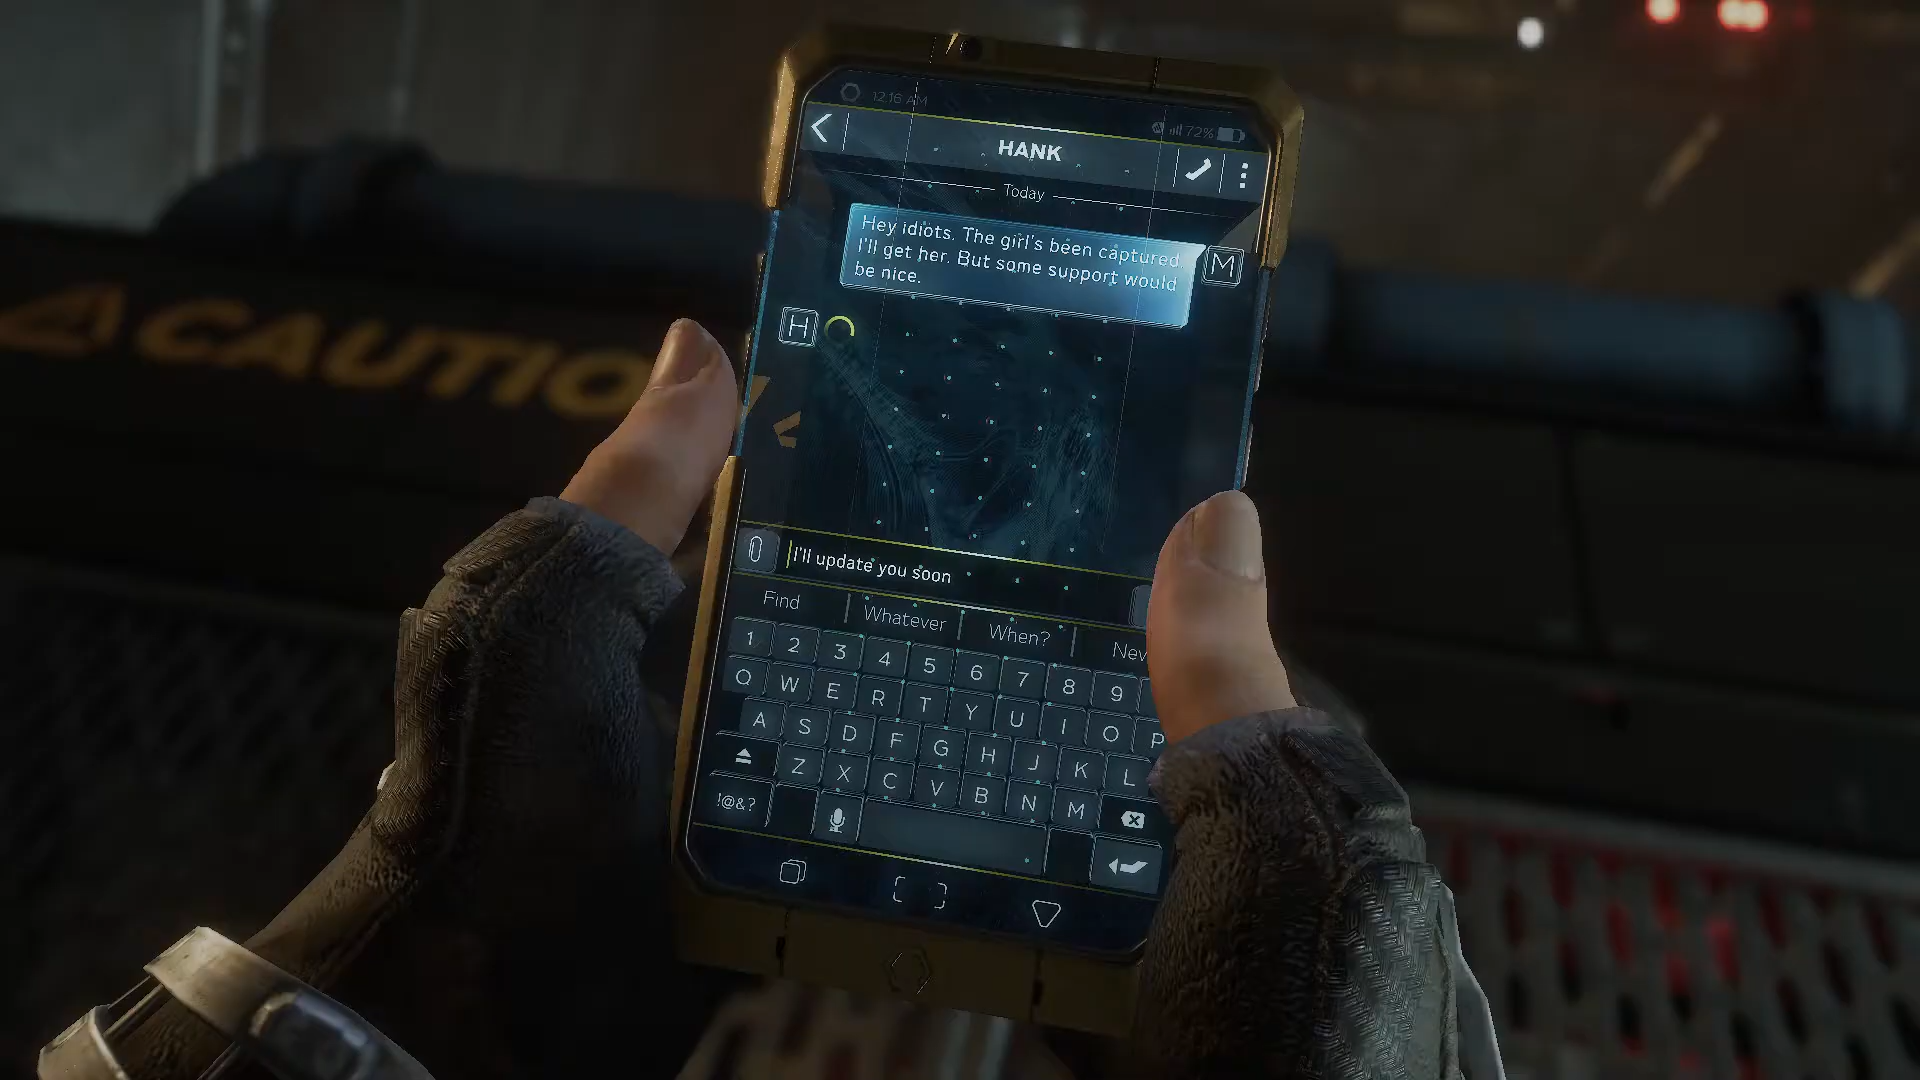 12:16 AM
72%
HANK
Today
Hey idiots. The girl's been captured.
I'll get her. But some support would
be nice.
M
H
CAUTIO
I'll update you soon
Find
Whatever
When?
Nev
1 2 3 4 5 6 7 8 9
Q W E R T Y U I O P
A S D F G H J K L
Z X C V B N M
!@&?